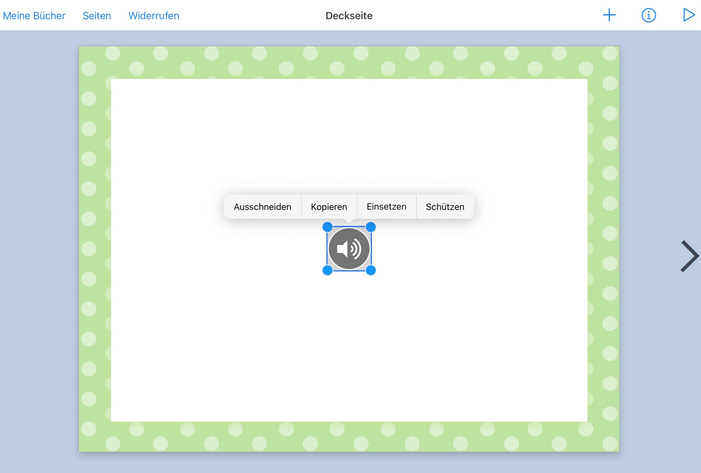 Meine Bücher Seiten Widerrufen Deckseite
Ausschneiden Kopieren Einsetzen Schützen